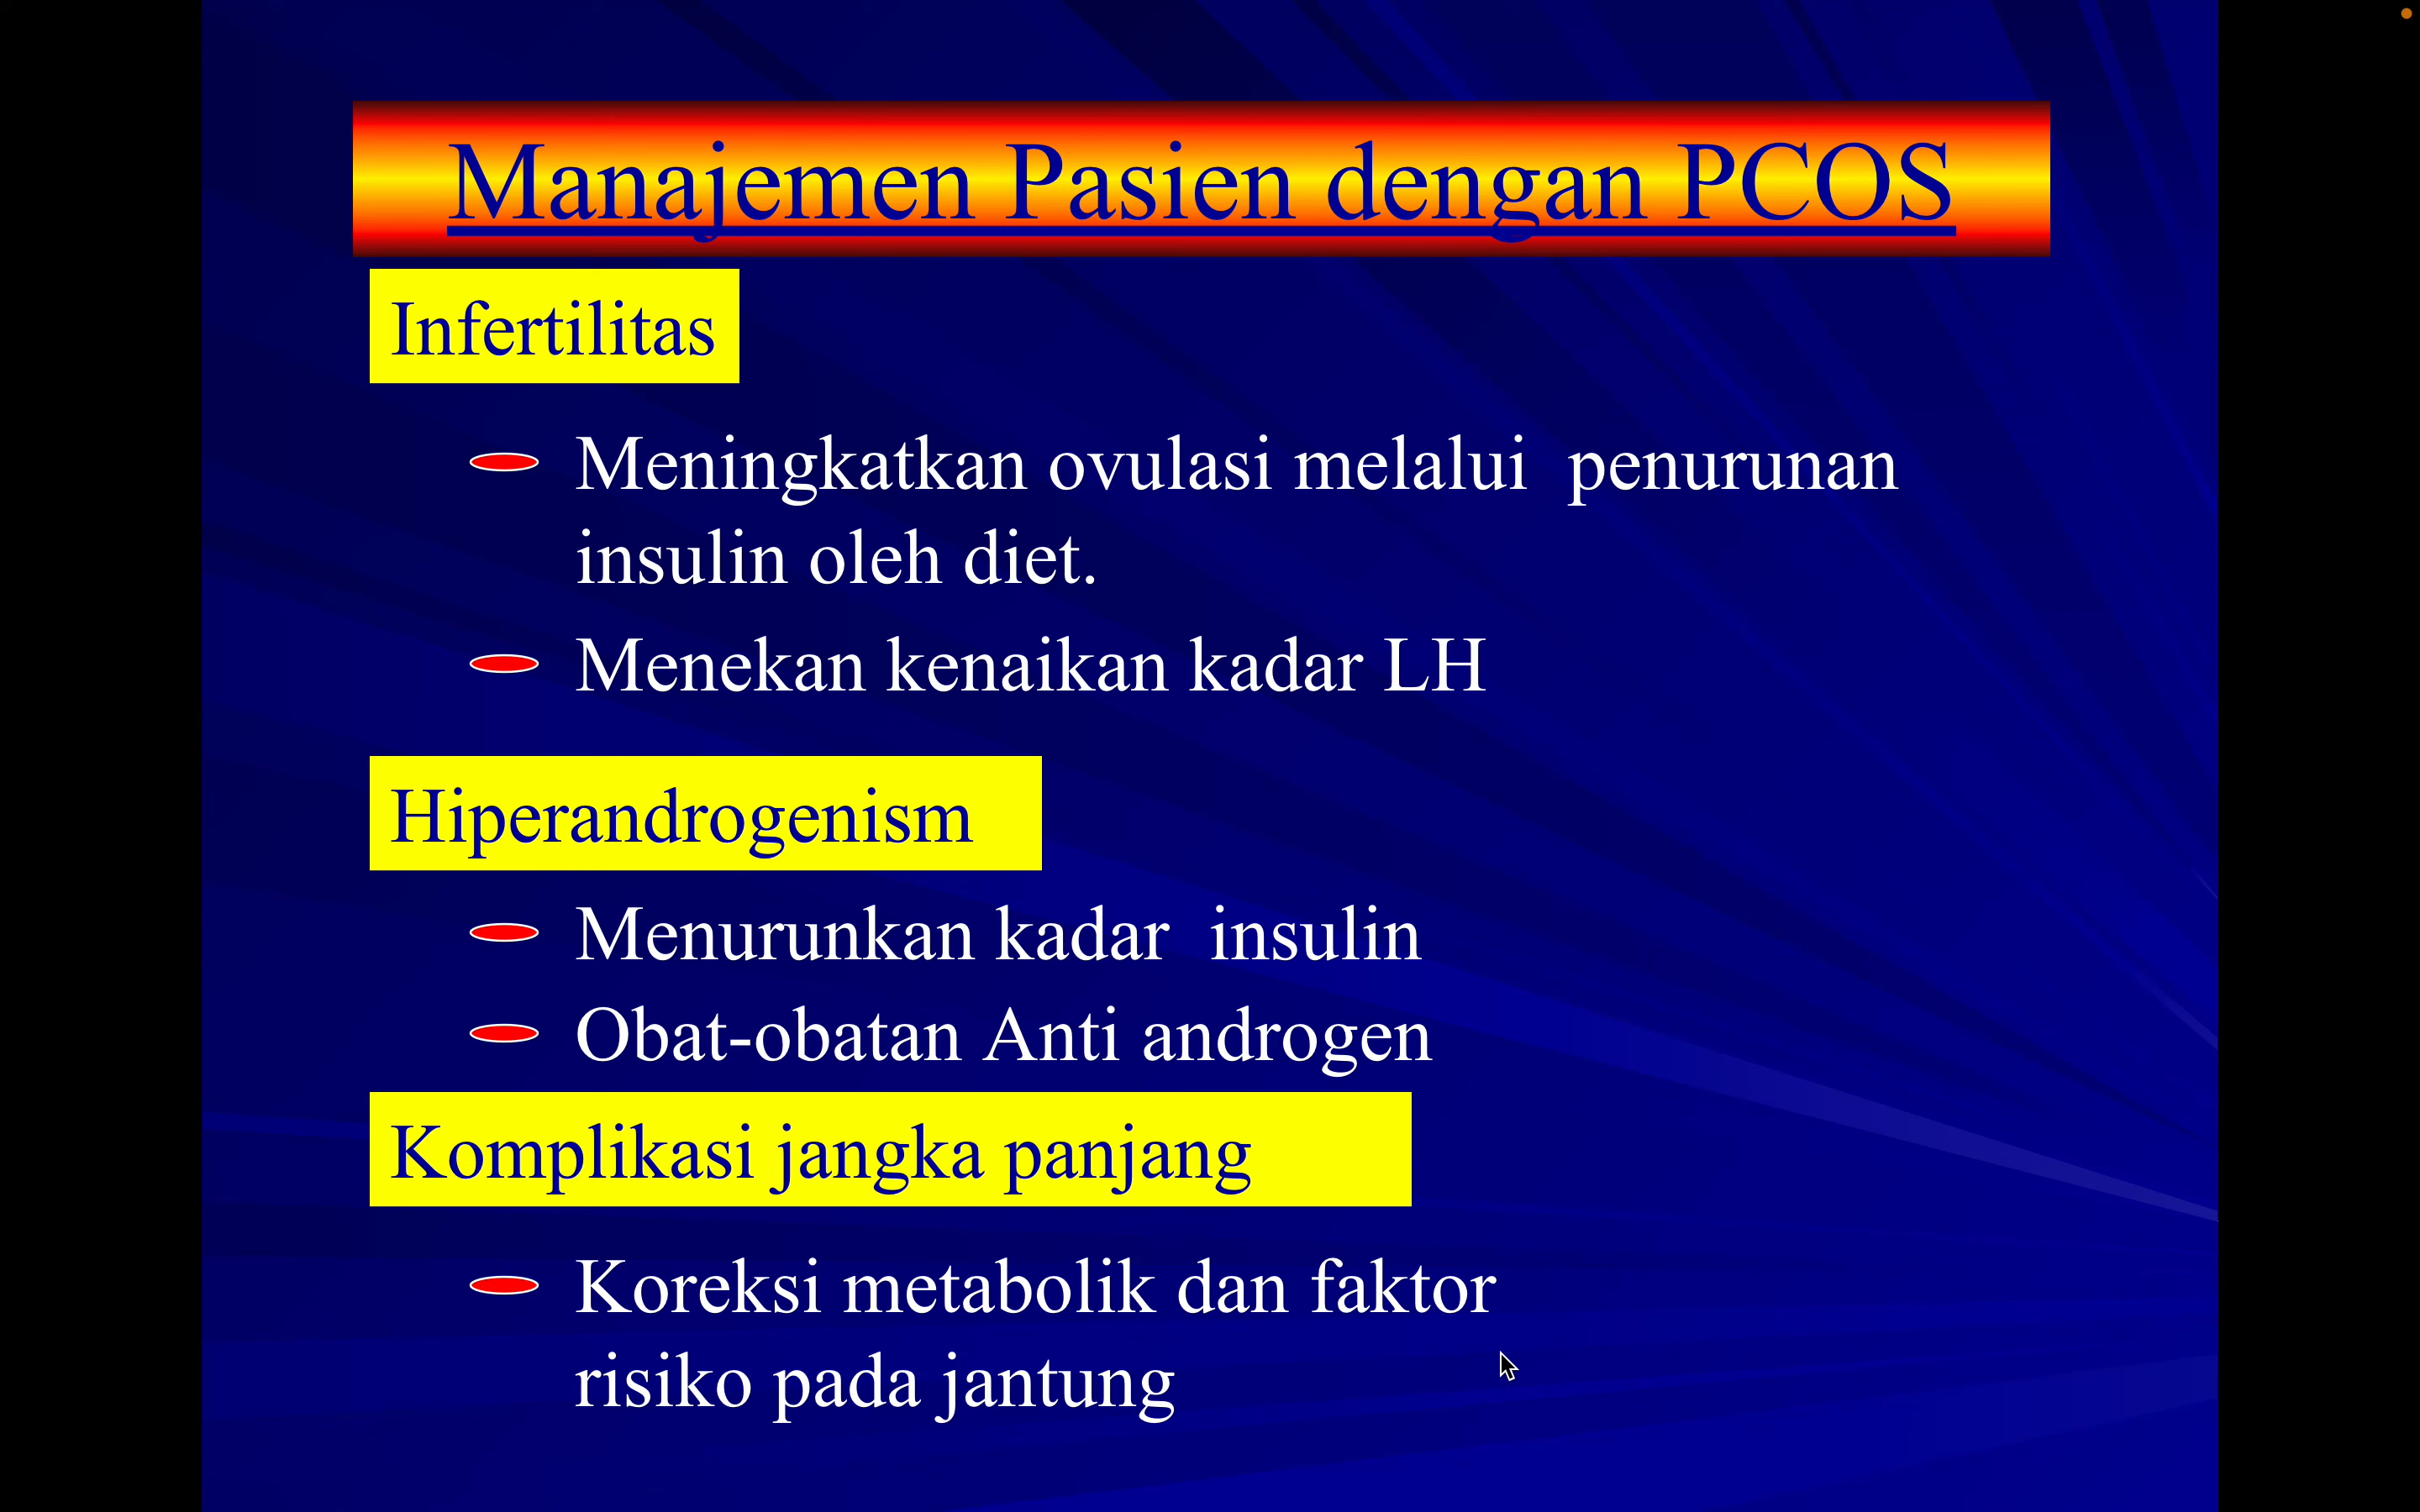 Manajemen Pasien dengan PCOS
Infertilitas
Meningkatkan ovulasi melalui penurunan
insulin oleh diet.
Menekan kenaikan kadar LH
Hiperandrogenism
Menurunkan kadar insulin
Obat-obatan Anti androgen
Komplikasi jangka panjang
Koreksi metabolik dan faktor
risiko pada jantung